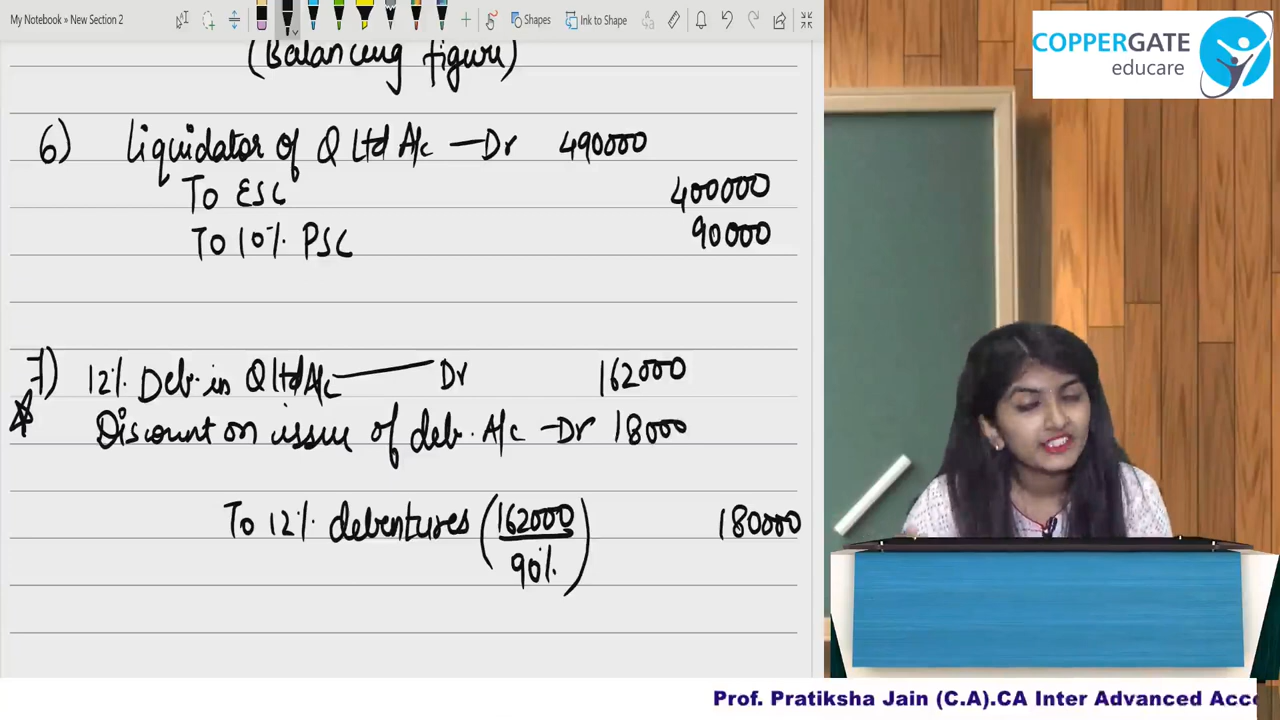 My Notebook » New Section 2
Shapes
Ink to Shape
COPPERGATE
educare
(Balancing figure)
6) Liquidator of Q Ltd A/c — Dr 490000
To ESC 400000
To 10% PSC 90000
7) 12% Deb. in Q Ltd A/c — Dr 162000
Discount on issue of deb. A/c — Dr 18000
To 12% debentures (162000 / 90%) 180000
Prof. Pratiksha Jain (C.A).CA Inter Advanced Acc